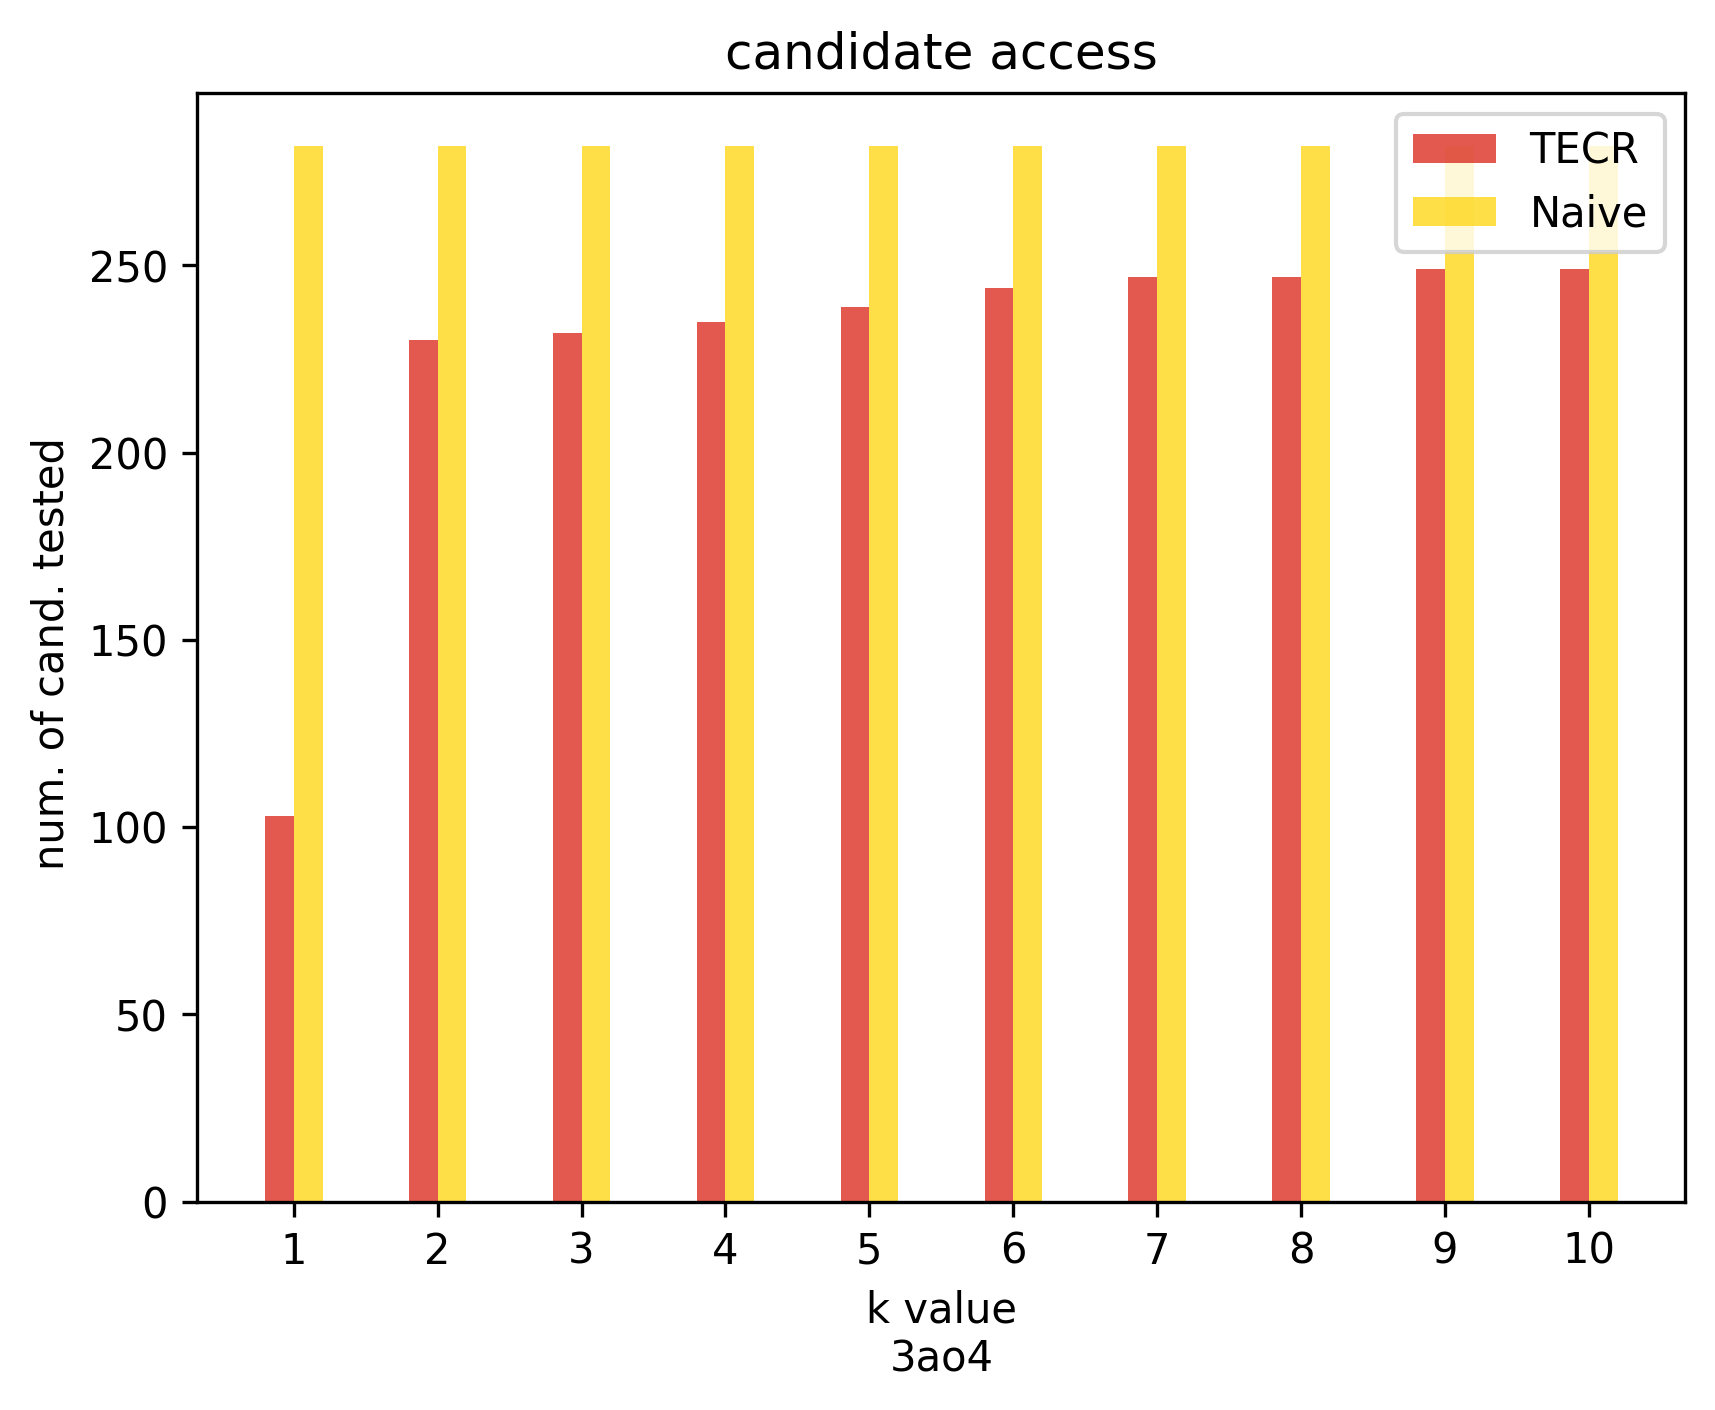 candidate access
TECR
Naive
num. of cand. tested
250
200
150
100
50
0
1 2 3 4 5 6 7 8 9 10
k value
3ao4